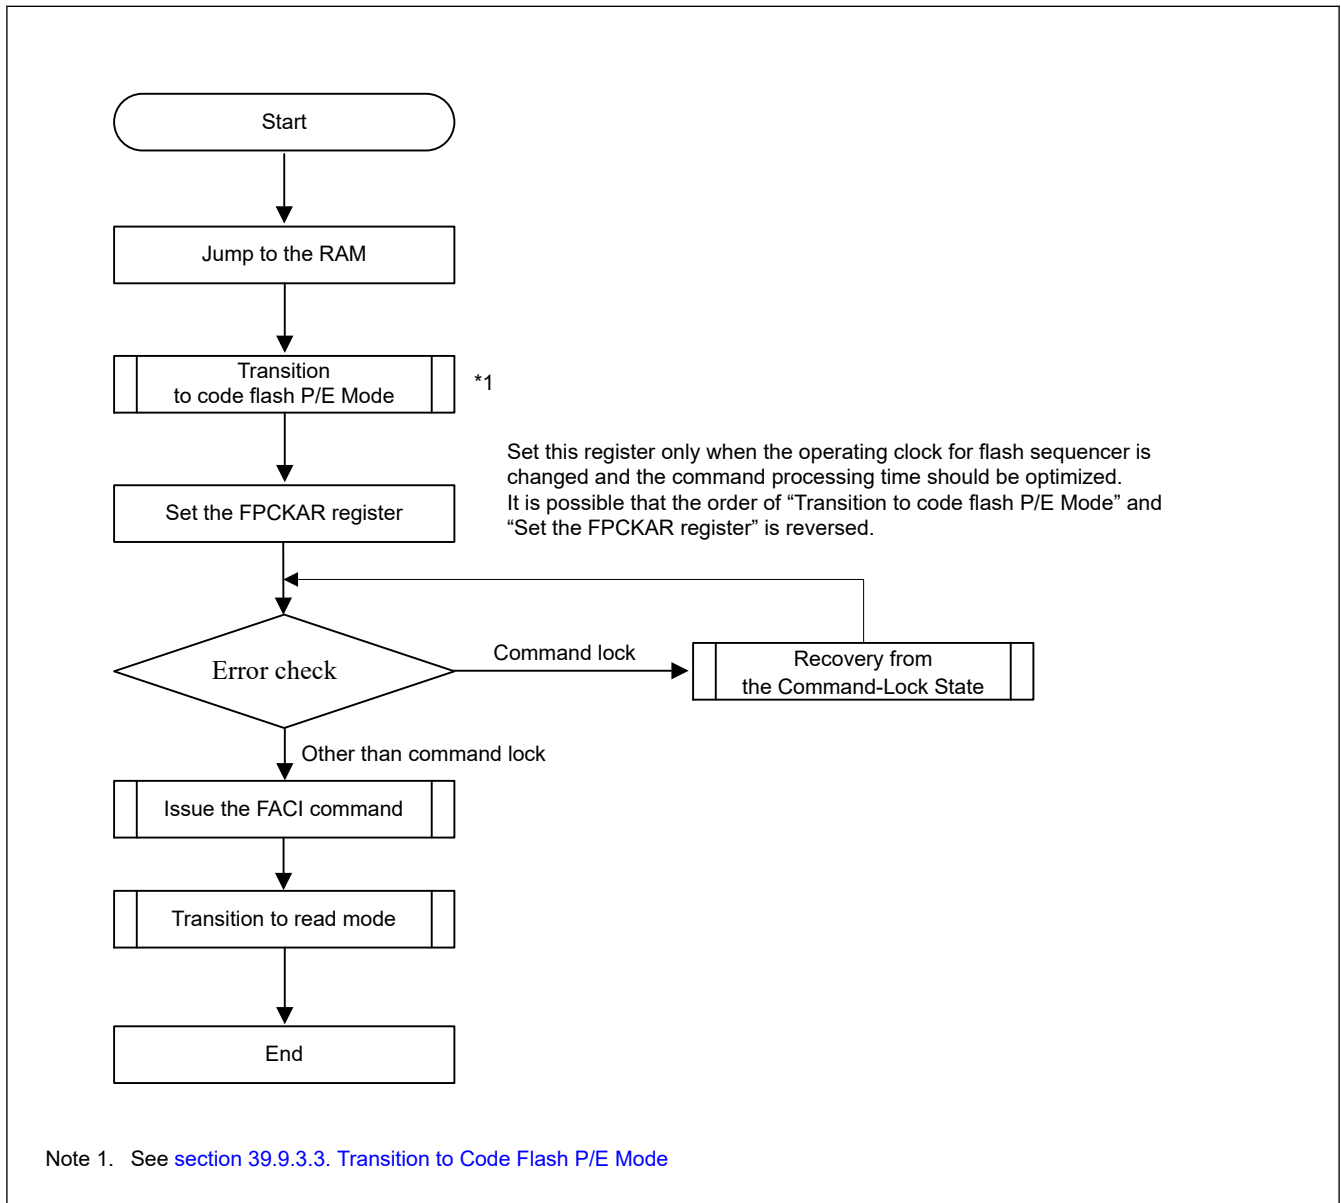 Start
Jump to the RAM
Transition
to code flash P/E Mode
*1
Set this register only when the operating clock for flash sequencer is
changed and the command processing time should be optimized.
It is possible that the order of “Transition to code flash P/E Mode” and
“Set the FPCKAR register” is reversed.
Set the FPCKAR register
Error check
Command lock
Recovery from
the Command-Lock State
Other than command lock
Issue the FACI command
Transition to read mode
End
Note 1. See section 39.9.3.3. Transition to Code Flash P/E Mode